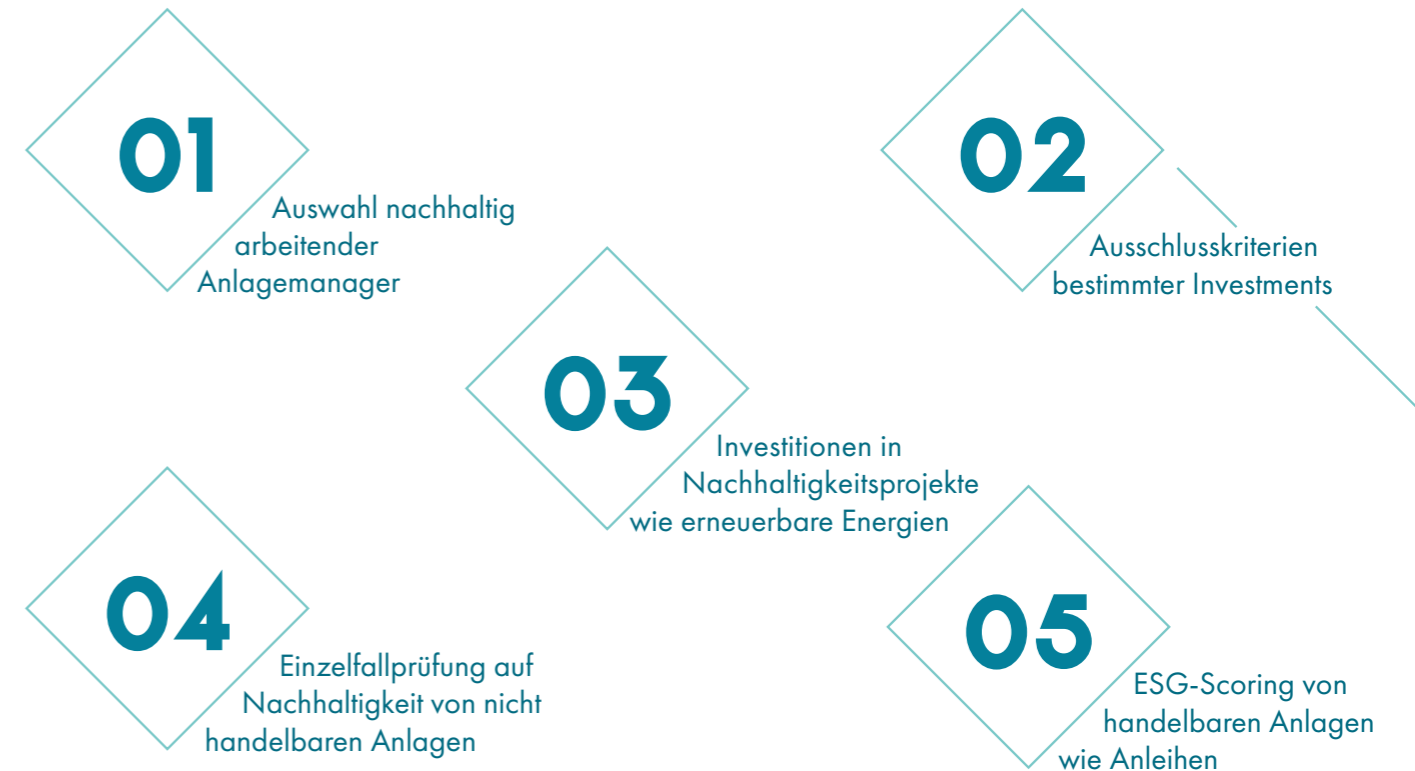 01
Auswahl nachhaltig
arbeitender
Anlagemanager
02
Ausschlusskriterien
bestimmter Investments
03
Investitionen in
Nachhaltigkeitsprojekte
wie erneuerbare Energien
04
Einzelfallprüfung auf
Nachhaltigkeit von nicht
handelbaren Anlagen
05
ESG-Scoring von
handelbaren Anlagen
wie Anleihen